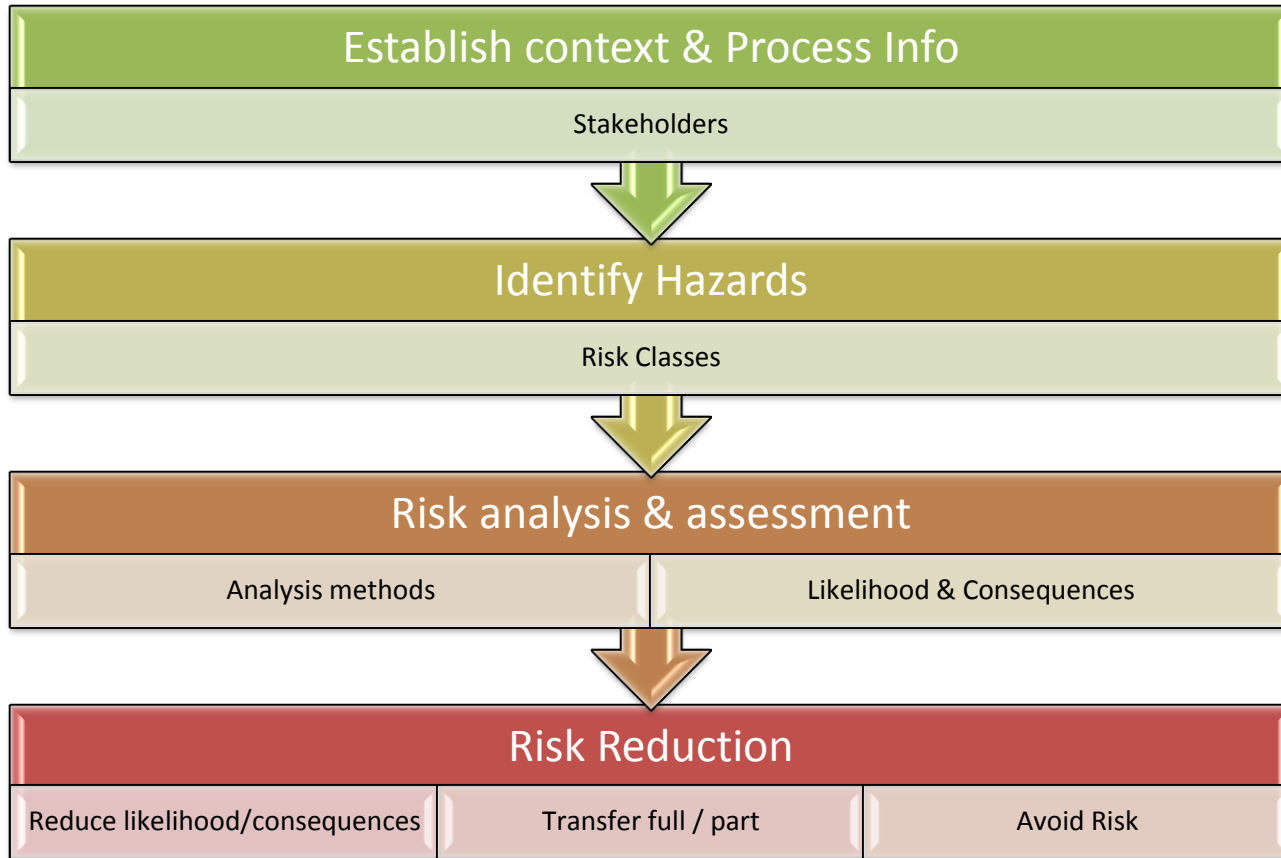 Establish context & Process Info
Stakeholders
Identify Hazards
Risk Classes
Risk analysis & assessment
Analysis methods
Likelihood & Consequences
Risk Reduction
Reduce likelihood/consequences
Transfer full / part
Avoid Risk